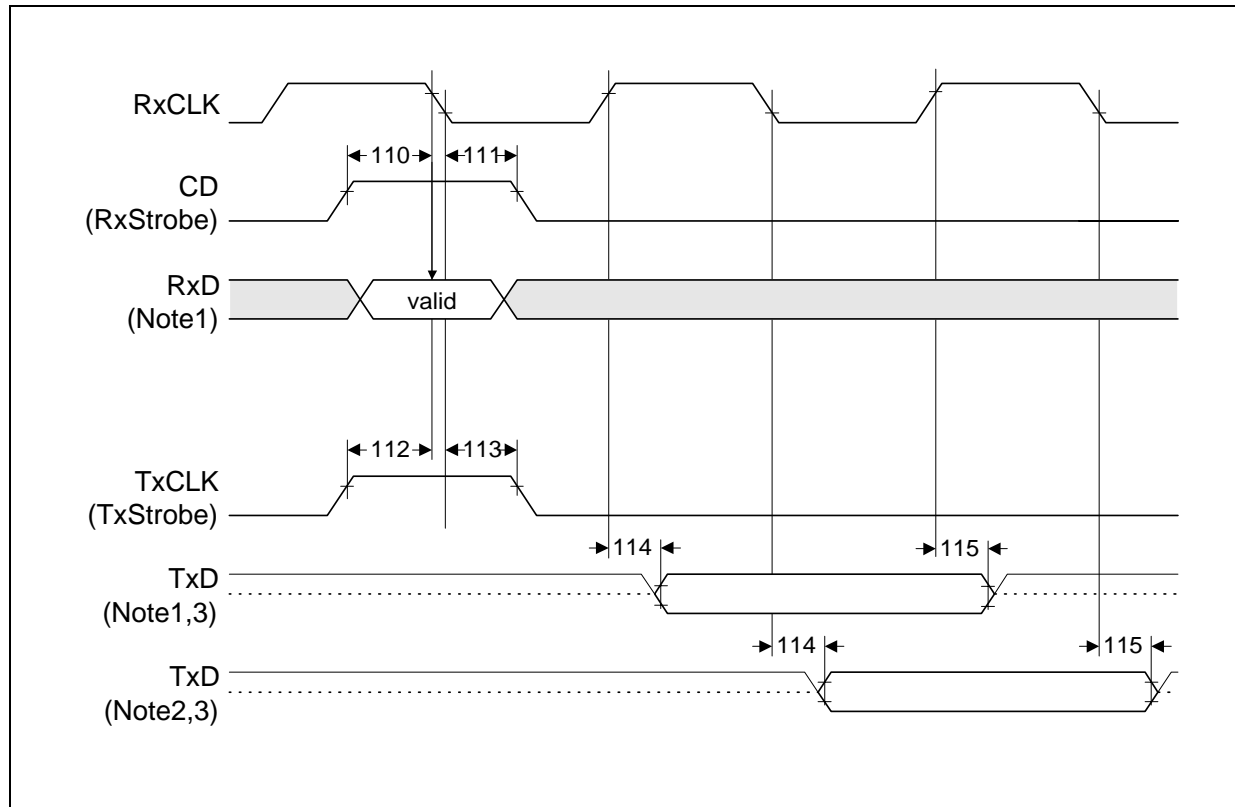 RxCLK
110
111
CD
(RxStrobe)
RxD
valid
(Note1)
112
113
TxCLK
(TxStrobe)
114
115
TxD
(Note1,3)
114
115
TxD
(Note2,3)